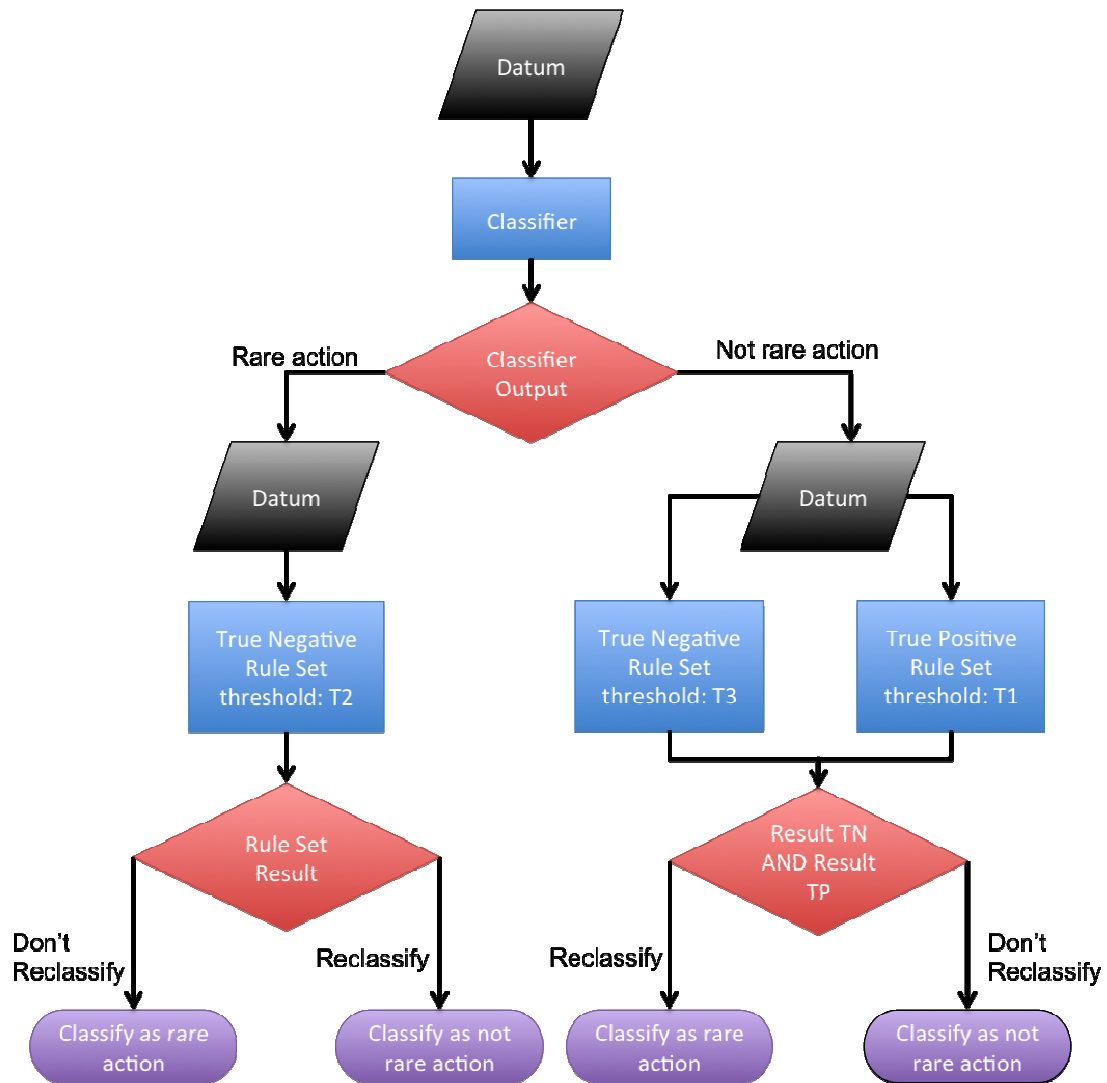 Datum
Classifier
Classifier
Output
Rare action
Not rare action
Datum
Datum
True Negative
Rule Set
threshold: T2
True Negative
Rule Set
threshold: T3
True Positive
Rule Set
threshold: T1
Rule Set
Result
Result TN
AND Result
TP
Don't
Reclassify
Reclassify
Reclassify
Don't
Reclassify
Classify as rare
action
Classify as not
rare action
Classify as rare
action
Classify as not
rare action